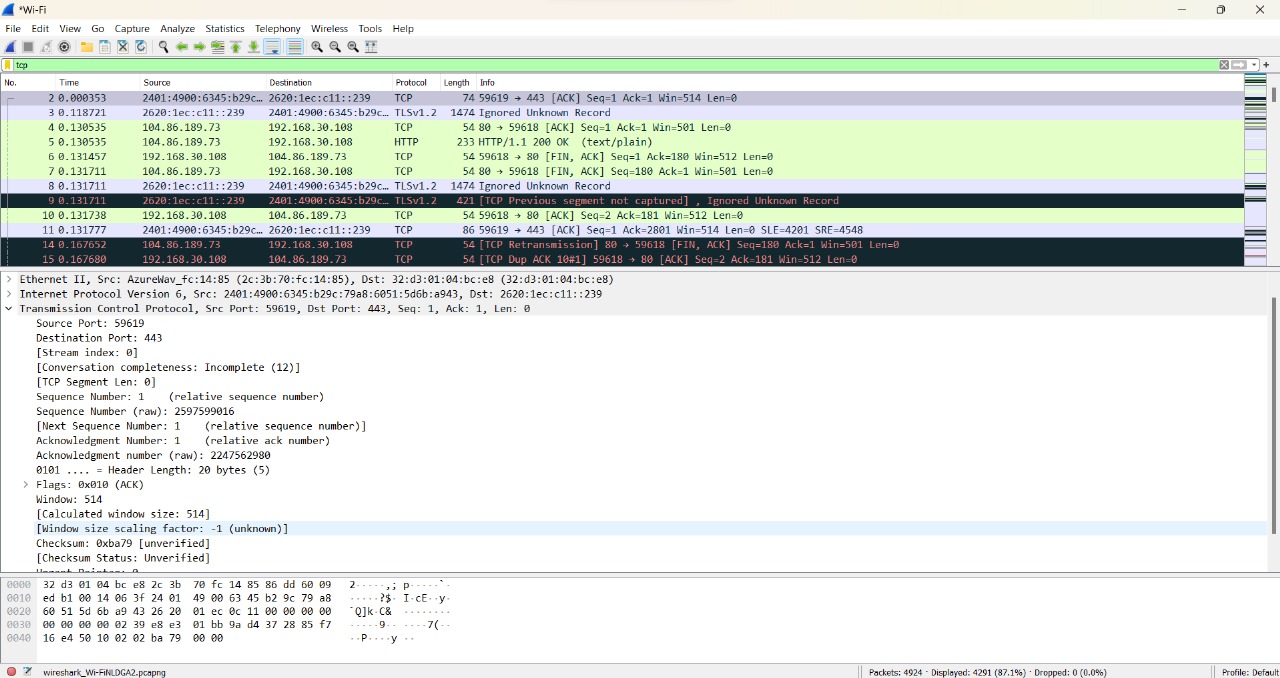 *Wi-Fi
File Edit View Go Capture Analyze Statistics Telephony Wireless Tools Help
tcp
No. Time Source Destination Protocol Length Info
2 0.000353 2401:4900:6345:b29c… 2620:1ec:c11::239 TCP 74 59619 → 443 [ACK] Seq=1 Ack=1 Win=514 Len=0
3 0.118721 2620:1ec:c11::239 2401:4900:6345:b29c… TLSv1.2 1474 Ignored Unknown Record
4 0.130535 104.86.189.73 192.168.30.108 TCP 54 80 → 59618 [ACK] Seq=1 Ack=1 Win=501 Len=0
5 0.130535 104.86.189.73 192.168.30.108 HTTP 233 HTTP/1.1 200 OK (text/plain)
6 0.131457 192.168.30.108 104.86.189.73 TCP 54 59618 → 80 [FIN, ACK] Seq=1 Ack=180 Win=512 Len=0
7 0.131711 104.86.189.73 192.168.30.108 TCP 54 80 → 59618 [FIN, ACK] Seq=180 Ack=1 Win=501 Len=0
8 0.131711 2620:1ec:c11::239 2401:4900:6345:b29c… TLSv1.2 1474 Ignored Unknown Record
9 0.131711 2620:1ec:c11::239 2401:4900:6345:b29c… TLSv1.2 421 [TCP Previous segment not captured] , Ignored Unknown Record
10 0.131738 192.168.30.108 104.86.189.73 TCP 54 59618 → 80 [ACK] Seq=2 Ack=181 Win=512 Len=0
11 0.131777 2401:4900:6345:b29c… 2620:1ec:c11::239 TCP 86 59619 → 443 [ACK] Seq=1 Ack=2801 Win=514 Len=0 SLE=4201 SRE=4548
14 0.167652 104.86.189.73 192.168.30.108 TCP 54 [TCP Retransmission] 80 → 59618 [FIN, ACK] Seq=180 Ack=1 Win=501 Len=0
15 0.167680 192.168.30.108 104.86.189.73 TCP 54 [TCP Dup ACK 10#1] 59618 → 80 [ACK] Seq=2 Ack=181 Win=512 Len=0
Ethernet II, Src: AzureWav_fc:14:85 (2c:3b:70:fc:14:85), Dst: 32:d3:01:04:bc:e8 (32:d3:01:04:bc:e8)
Internet Protocol Version 6, Src: 2401:4900:6345:b29c:79a8:6051:5d6b:a943, Dst: 2620:1ec:c11::239
Transmission Control Protocol, Src Port: 59619, Dst Port: 443, Seq: 1, Ack: 1, Len: 0
Source Port: 59619
Destination Port: 443
[Stream index: 0]
[Conversation completeness: Incomplete (12)]
[TCP Segment Len: 0]
Sequence Number: 1 (relative sequence number)
Sequence Number (raw): 2597599016
[Next Sequence Number: 1 (relative sequence number)]
Acknowledgment Number: 1 (relative ack number)
Acknowledgment number (raw): 2247562980
0101 .... = Header Length: 20 bytes (5)
Flags: 0x010 (ACK)
Window: 514
[Calculated window size: 514]
[Window size scaling factor: -1 (unknown)]
Checksum: 0xba79 [unverified]
[Checksum Status: Unverified]
Urgent Pointer: 0
0000 32 d3 01 04 bc e8 2c 3b 70 fc 14 85 86 dd 60 09 2·····,; p·····`·
0010 ed b1 00 14 06 3f 24 01 49 00 63 45 b2 9c 79 a8 ·····?$· I·cE··y·
0020 60 51 5d 6b a9 43 26 20 01 ec 0c 11 00 00 00 00 `Q]k·C& ········
0030 00 00 00 00 02 39 e8 e3 01 bb 9a d4 37 28 85 f7 ·····9·· ····7(··
0040 16 e4 50 10 02 02 ba 79 00 00 ··P····y ··
wireshark_Wi-FiNLDGA2.pcapng Packets: 4924 · Displayed: 4291 (87.1%) · Dropped: 0 (0.0%) Profile: Default